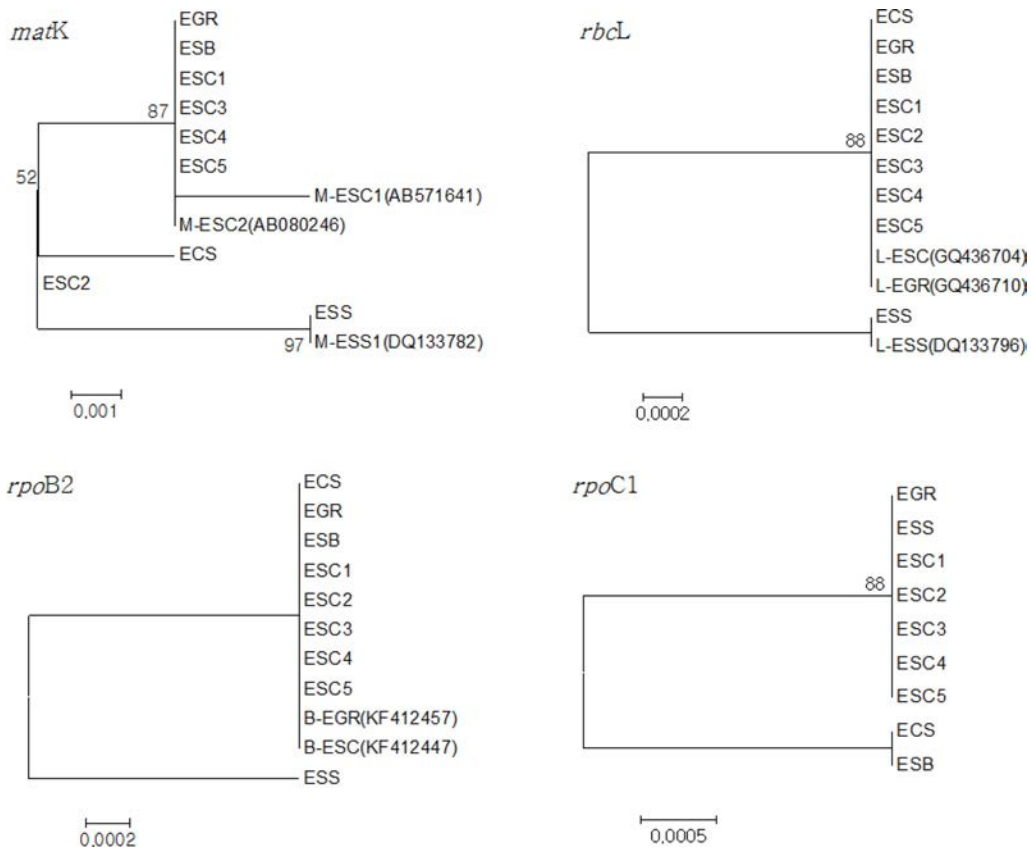 matK
EGR
ESB
ESC1
ESC3
ESC4
ESC5
87
M-ESC1(AB571641)
52
M-ESC2(AB080246)
ECS
ESC2
ESS
97
M-ESS1(DQ133782)
0.001
rbcL
ECS
EGR
ESB
ESC1
ESC2
88
ESC3
ESC4
ESC5
L-ESC(GQ436704)
L-EGR(GQ436710)
ESS
L-ESS(DQ133796)
0.0002
rpoB2
ECS
EGR
ESB
ESC1
ESC2
ESC3
ESC4
ESC5
B-EGR(KF412457)
B-ESC(KF412447)
ESS
0.0002
rpoC1
EGR
ESS
ESC1
88
ESC2
ESC3
ESC4
ESC5
ECS
ESB
0.0005